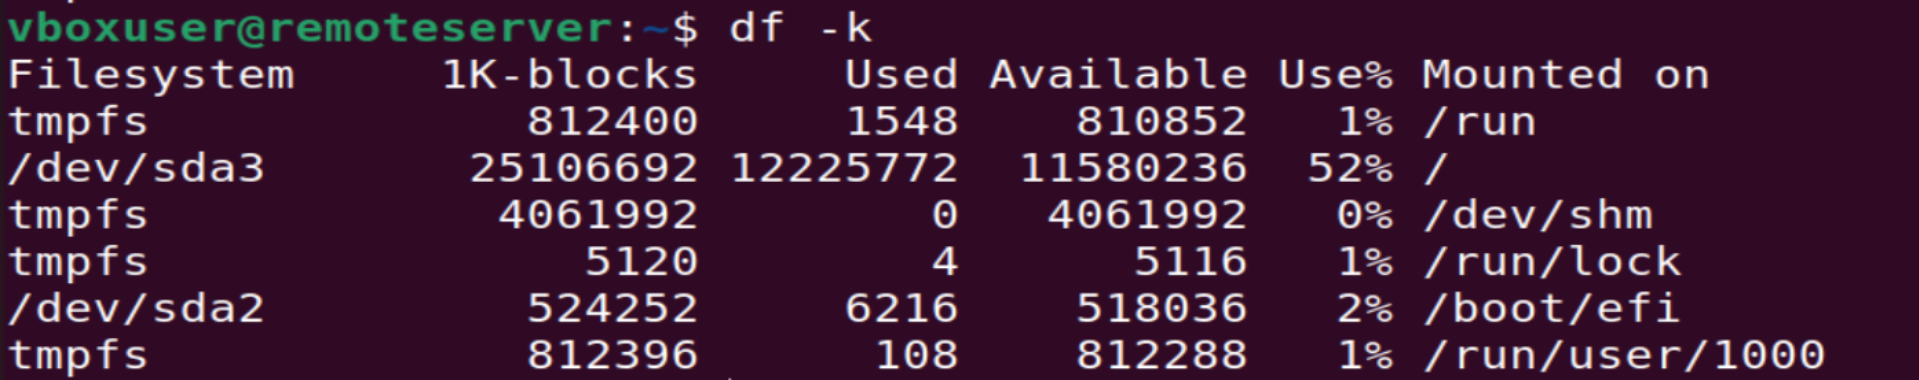 vboxuser@remoteserver:~$ df -k
Filesystem     1K-blocks     Used Available Use% Mounted on
tmpfs             812400     1548    810852   1% /run
/dev/sda3       25106692 12225772  11580236  52% /
tmpfs            4061992        0   4061992   0% /dev/shm
tmpfs               5120        4      5116   1% /run/lock
/dev/sda2         524252     6216    518036   2% /boot/efi
tmpfs             812396      108    812288   1% /run/user/1000